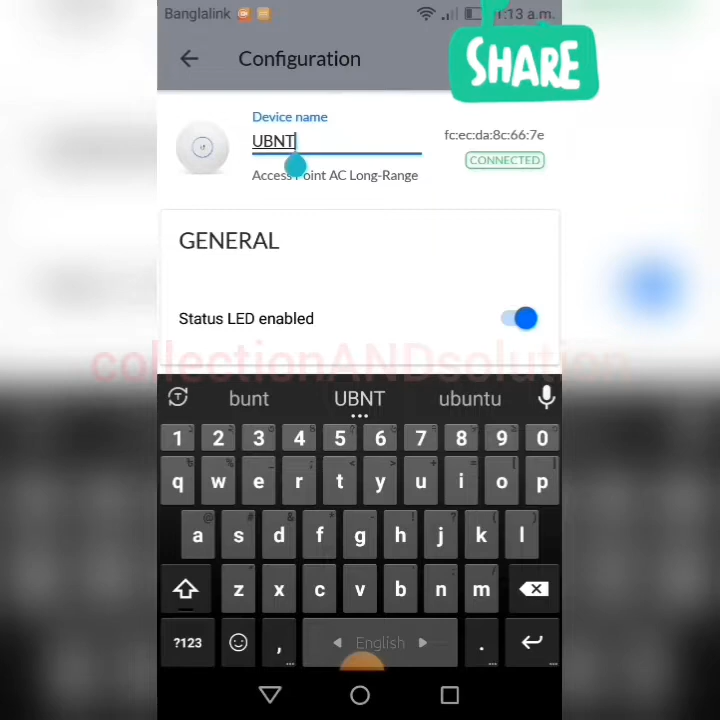 Banglalink
:13 a.m.
SHARE
Configuration
Device name
UBNT
fc:ec:da:8c:66:7e
CONNECTED
Access Point AC Long-Range
GENERAL
Status LED enabled
collectionANDsolution
bunt UBNT ubuntu
1 2 3 4 5 6 7 8 9 0
q w e r t y u i o p
a s d f g h j k l
z x c v b n m
?123 , English .